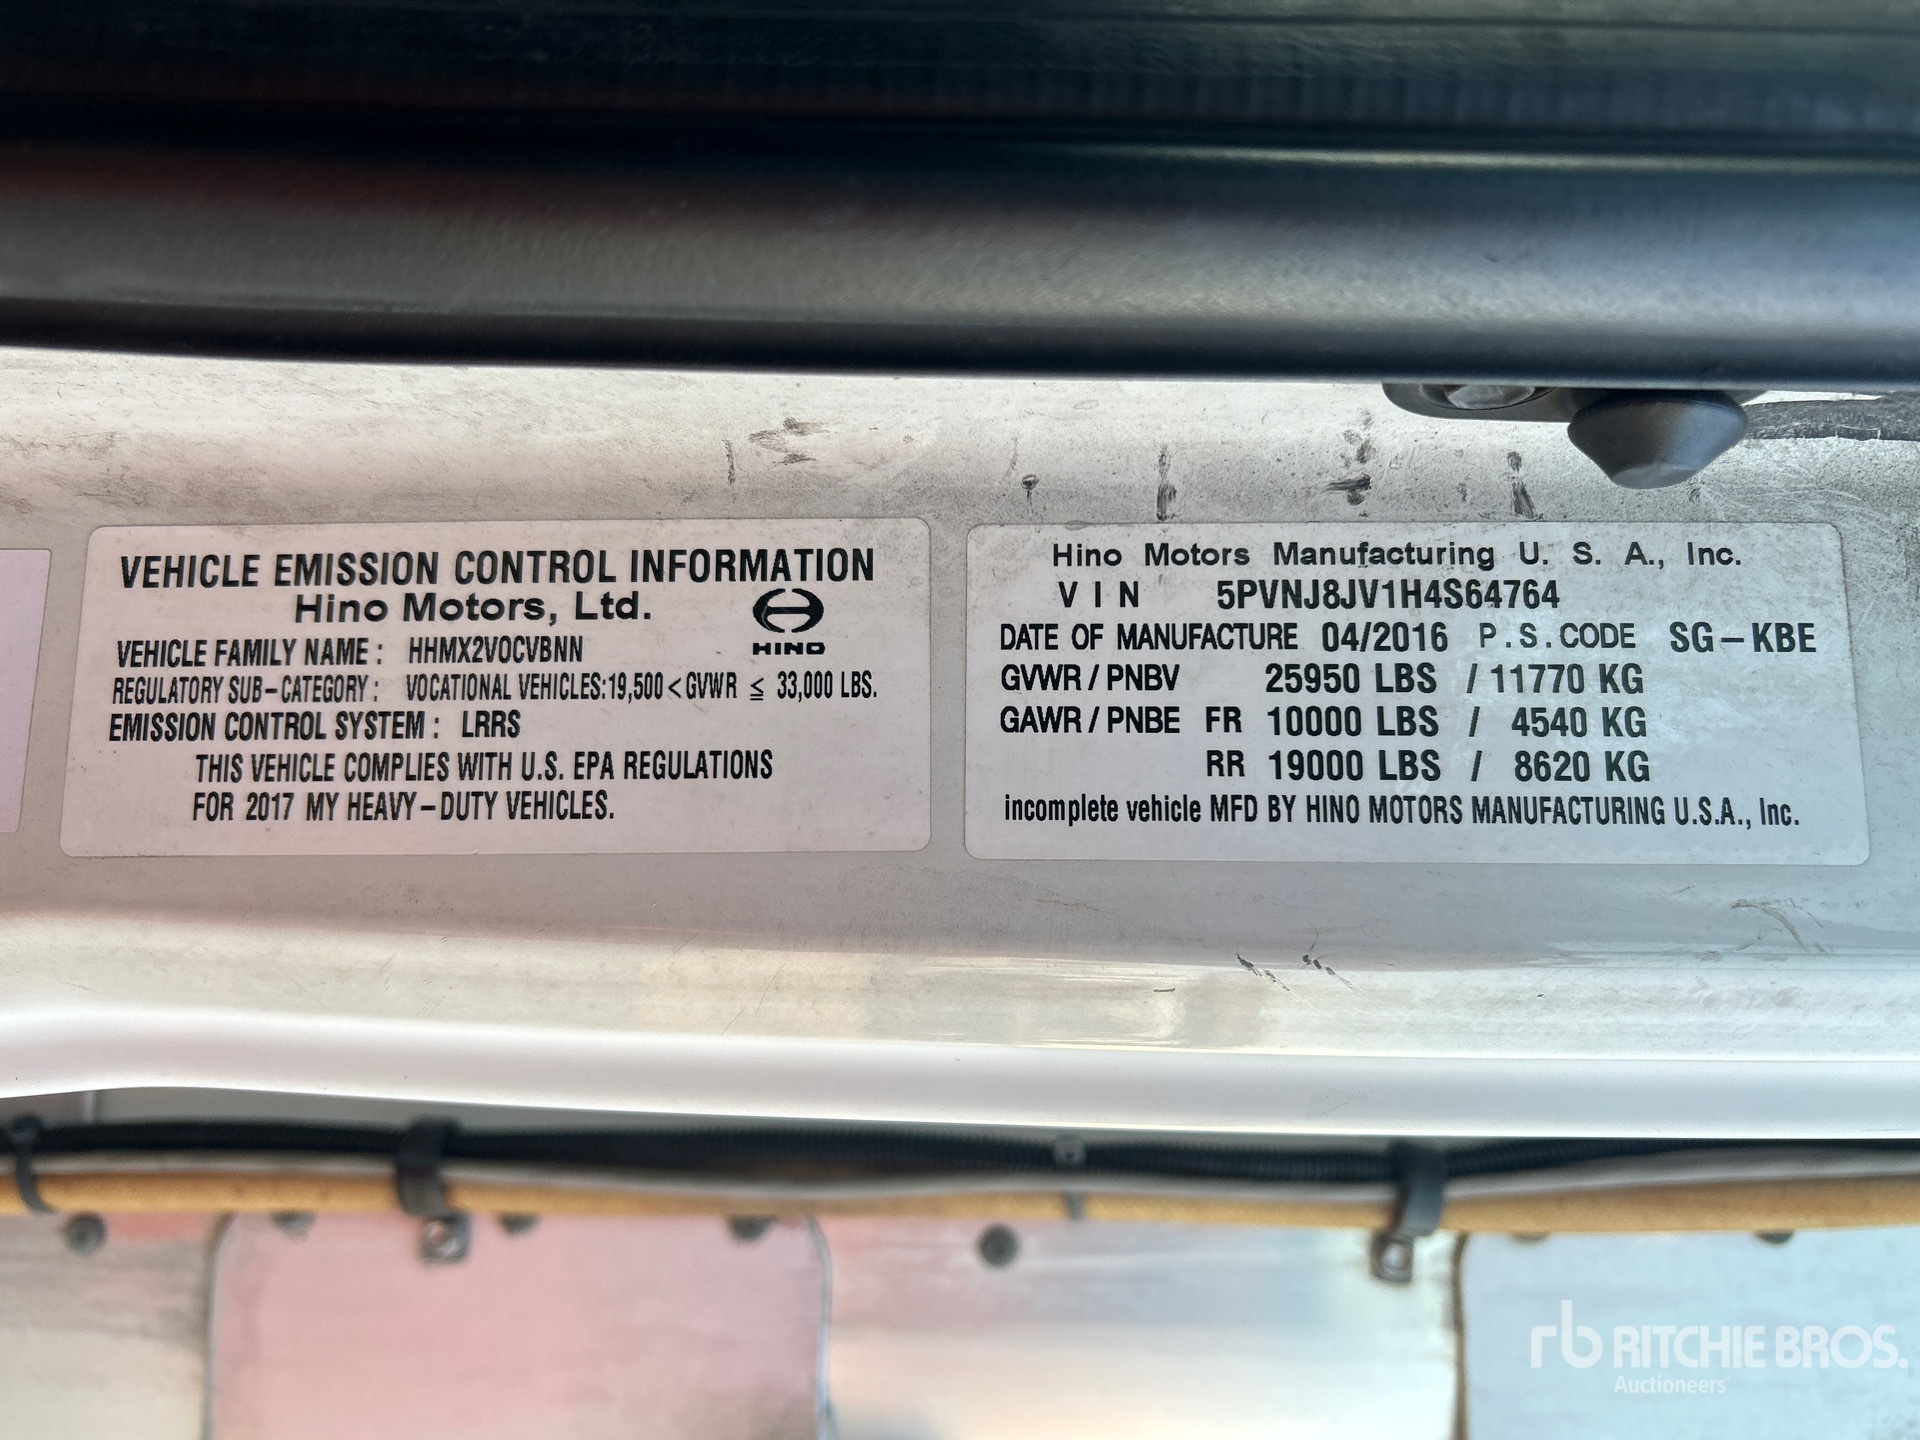 VEHICLE EMISSION CONTROL INFORMATION
Hino Motors, Ltd.
HINO
VEHICLE FAMILY NAME : HHMX2VOCVBNN
REGULATORY SUB-CATEGORY : VOCATIONAL VEHICLES:19,500<GVWR ≦ 33,000 LBS.
EMISSION CONTROL SYSTEM : LRRS
THIS VEHICLE COMPLIES WITH U.S. EPA REGULATIONS
FOR 2017 MY HEAVY-DUTY VEHICLES.
Hino Motors Manufacturing U. S. A., Inc.
VIN 5PVNJ8JV1H4S64764
DATE OF MANUFACTURE 04/2016 P.S.CODE SG-KBE
GVWR / PNBV 25950 LBS / 11770 KG
GAWR / PNBE FR 10000 LBS / 4540 KG
RR 19000 LBS / 8620 KG
incomplete vehicle MFD BY HINO MOTORS MANUFACTURING U.S.A., Inc.
rb RITCHIE BROS.
Auctioneers